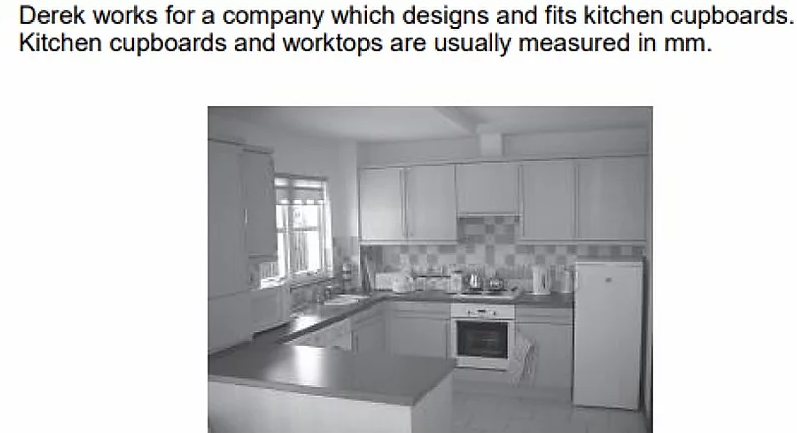 Derek works for a company which designs and fits kitchen cupboards.
Kitchen cupboards and worktops are usually measured in mm.